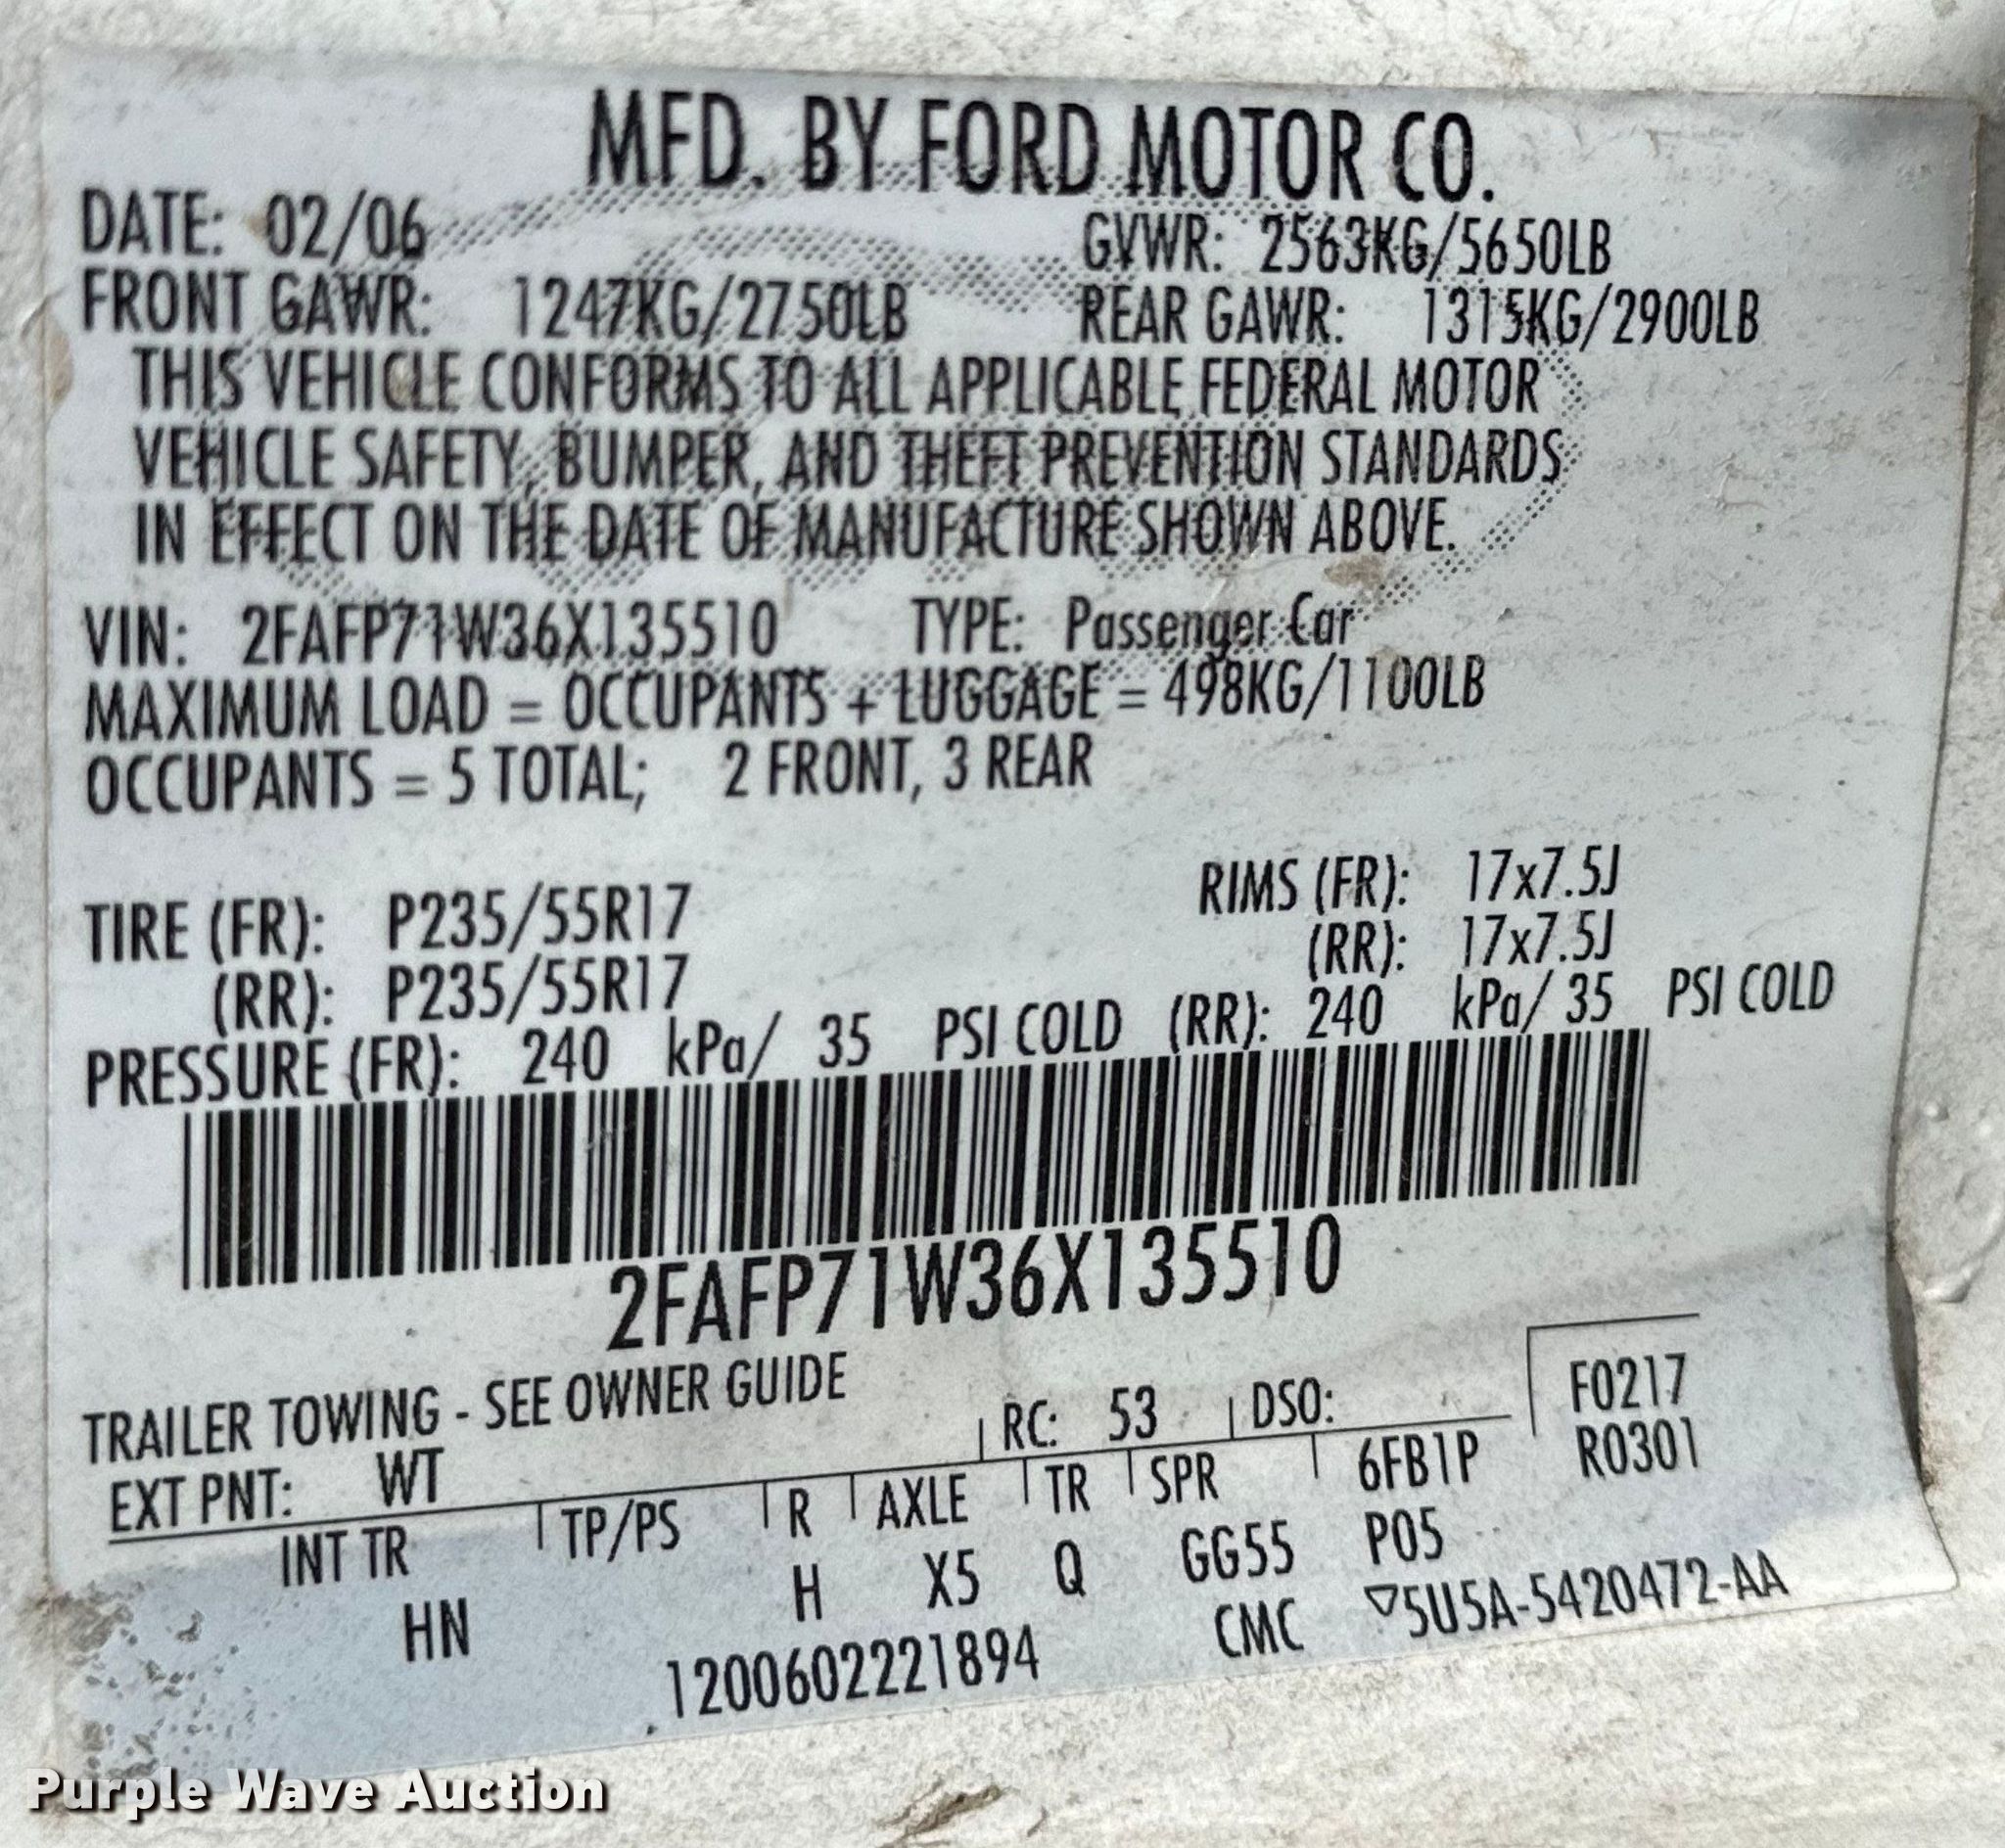 MFD. BY FORD MOTOR CO.
DATE: 02/06 GVWR: 2563KG/5650LB
FRONT GAWR: 1247KG/2750LB REAR GAWR: 1315KG/2900LB
THIS VEHICLE CONFORMS TO ALL APPLICABLE FEDERAL MOTOR
VEHICLE SAFETY, BUMPER, AND THEFT PREVENTION STANDARDS
IN EFFECT ON THE DATE OF MANUFACTURE SHOWN ABOVE.
VIN: 2FAFP71W36X135510 TYPE: Passenger Car
MAXIMUM LOAD = OCCUPANTS + LUGGAGE = 498KG/1100LB
OCCUPANTS = 5 TOTAL; 2 FRONT, 3 REAR
TIRE (FR): P235/55R17 RIMS (FR): 17x7.5J
(RR): P235/55R17 (RR): 17x7.5J
PRESSURE (FR): 240 kPa/ 35 PSI COLD (RR): 240 kPa/ 35 PSI COLD
2FAFP71W36X135510
TRAILER TOWING - SEE OWNER GUIDE
EXT PNT: WT RC: 53 DSO: F0217
INT TR TP/PS R AXLE TR SPR 6FB1P R0301
HN H X5 Q GG55 P05
1200602221894 CMC ▽5U5A-5420472-AA
Purple Wave Auction